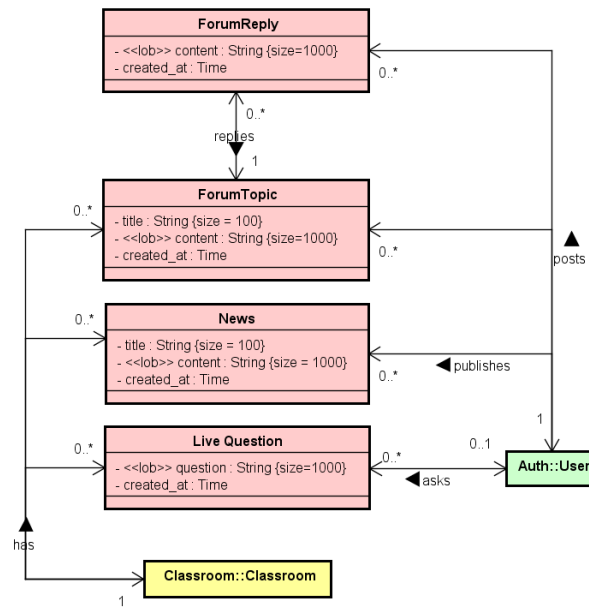 ForumReply
- <<lob>> content : String {size=1000}
- created_at : Time
0..*
0..*
replies
1
ForumTopic
0..*
- title : String {size = 100}
- <<lob>> content : String {size=1000}
- created_at : Time
0..*
posts
News
0..*
- title : String {size = 100}
- <<lob>> content : String {size = 1000}
- created_at : Time
publishes
0..*
1
Live Question
0..*
- <<lob>> question : String {size=1000}
- created_at : Time
0..*
0..1
asks
Auth::User
has
Classroom::Classroom
1